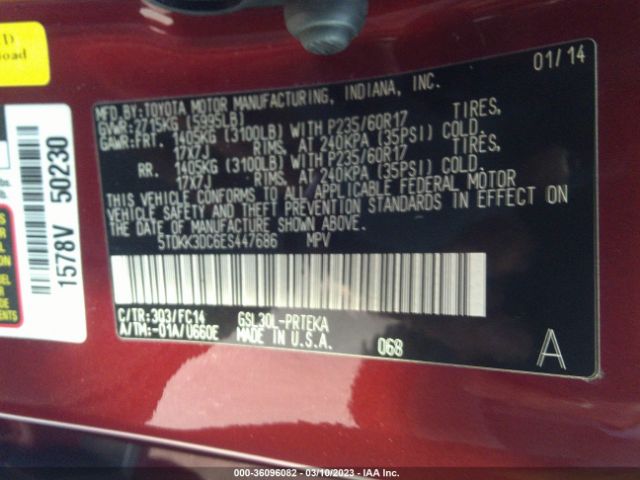 D
oad
1578V 50230
01/14
MFD. BY: TOYOTA MOTOR MANUFACTURING, INDIANA, INC.
GVWR: 2715KG (5995LB)
GAWR: FRT. 1405KG (3100LB) WITH P235/60R17 TIRES,
17X7J RIMS, AT 240KPA (35PSI) COLD.
RR. 1405KG (3100LB) WITH P235/60R17 TIRES,
17X7J RIMS, AT 240KPA (35PSI) COLD.
THIS VEHICLE CONFORMS TO ALL APPLICABLE FEDERAL MOTOR
VEHICLE SAFETY AND THEFT PREVENTION STANDARDS IN EFFECT ON
THE DATE OF MANUFACTURE SHOWN ABOVE.
5TDKK3DC6ES447686 MPV
C/TR: 303/FC14 GSL30L-PRTEKA
A/TM: -01A/U660E MADE IN U.S.A.
068
A
000-36096082 - 03/10/2023 - IAA Inc.